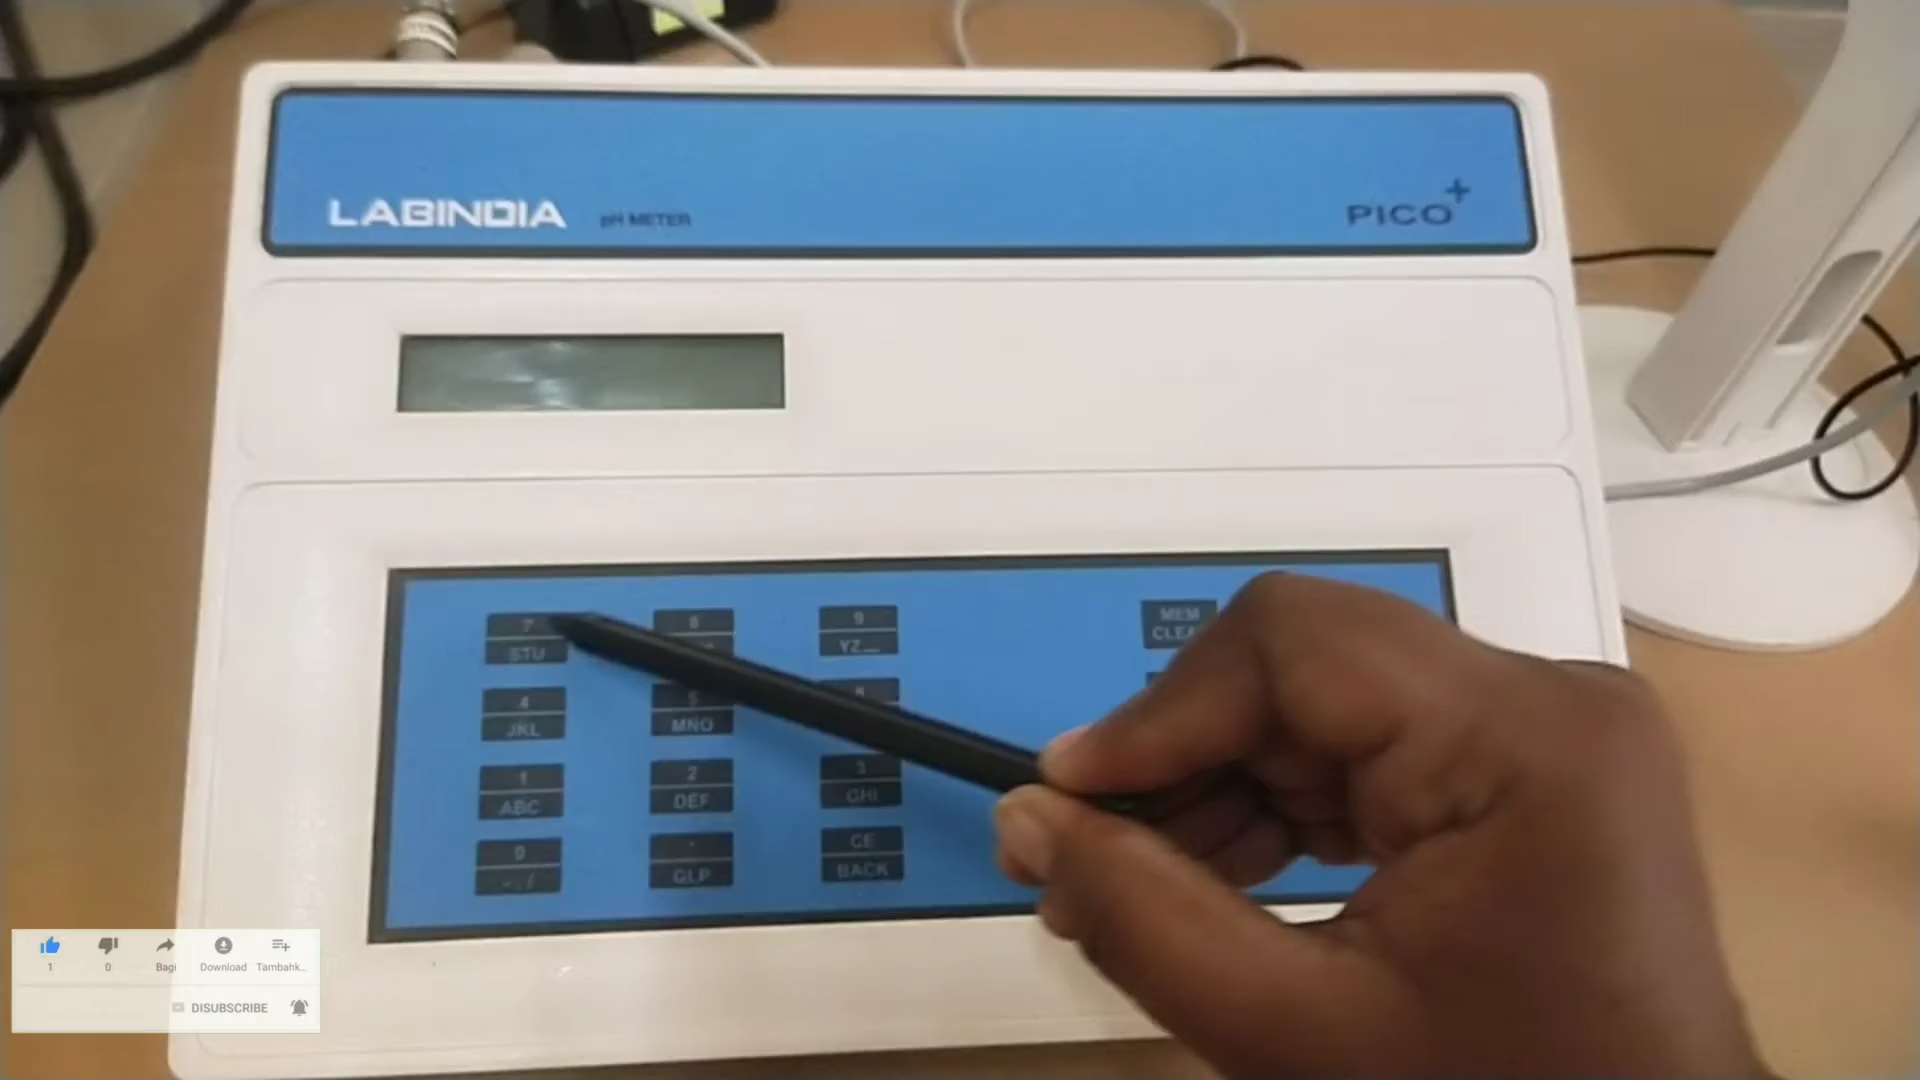 LABINDIA pH METER
PICO+
7
STU
8
9
YZ_
MEM
4
JKL
5
MNO
1
ABC
2
DEF
3
GHI
0
.
GLP
CE
BACK
1
0
Bagi
Download
Tambahk...
DISUBSCRIBE